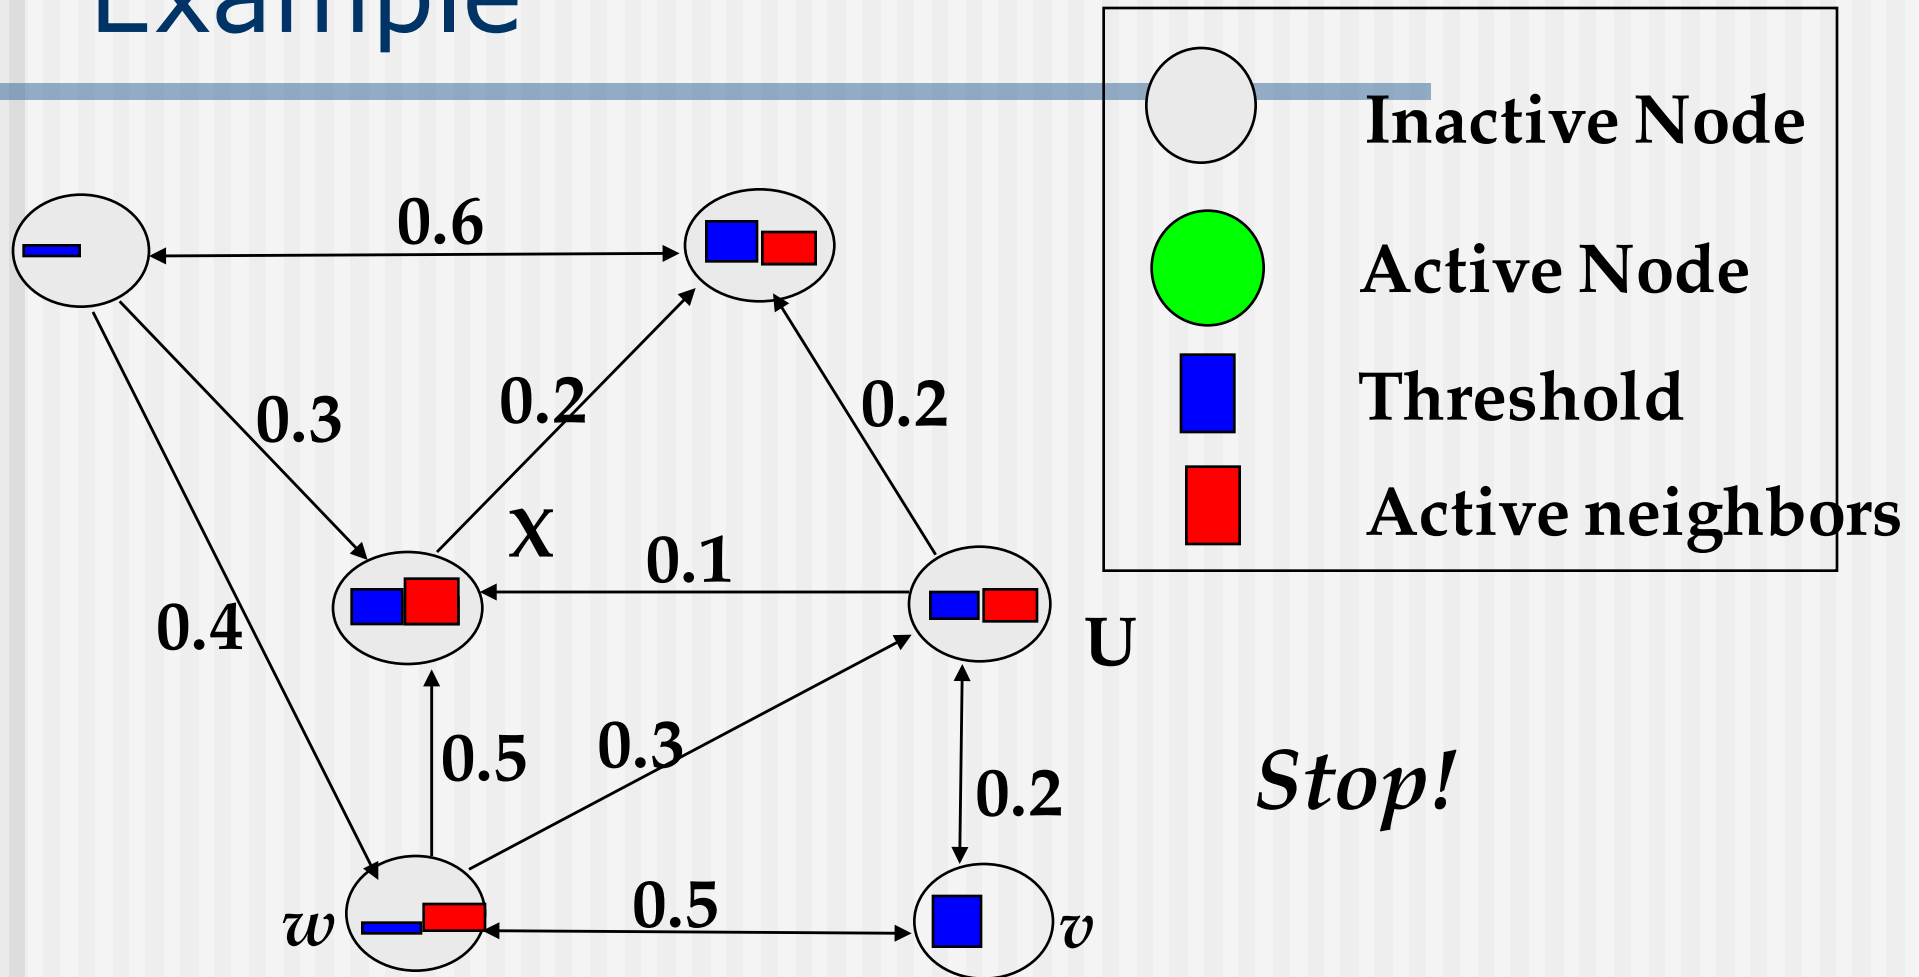 Example
Inactive Node
Active Node
Threshold
Active neighbors
0.6
0.3
0.2
0.2
X
0.1
0.4
U
0.5
0.3
0.2
Stop!
w
0.5
v